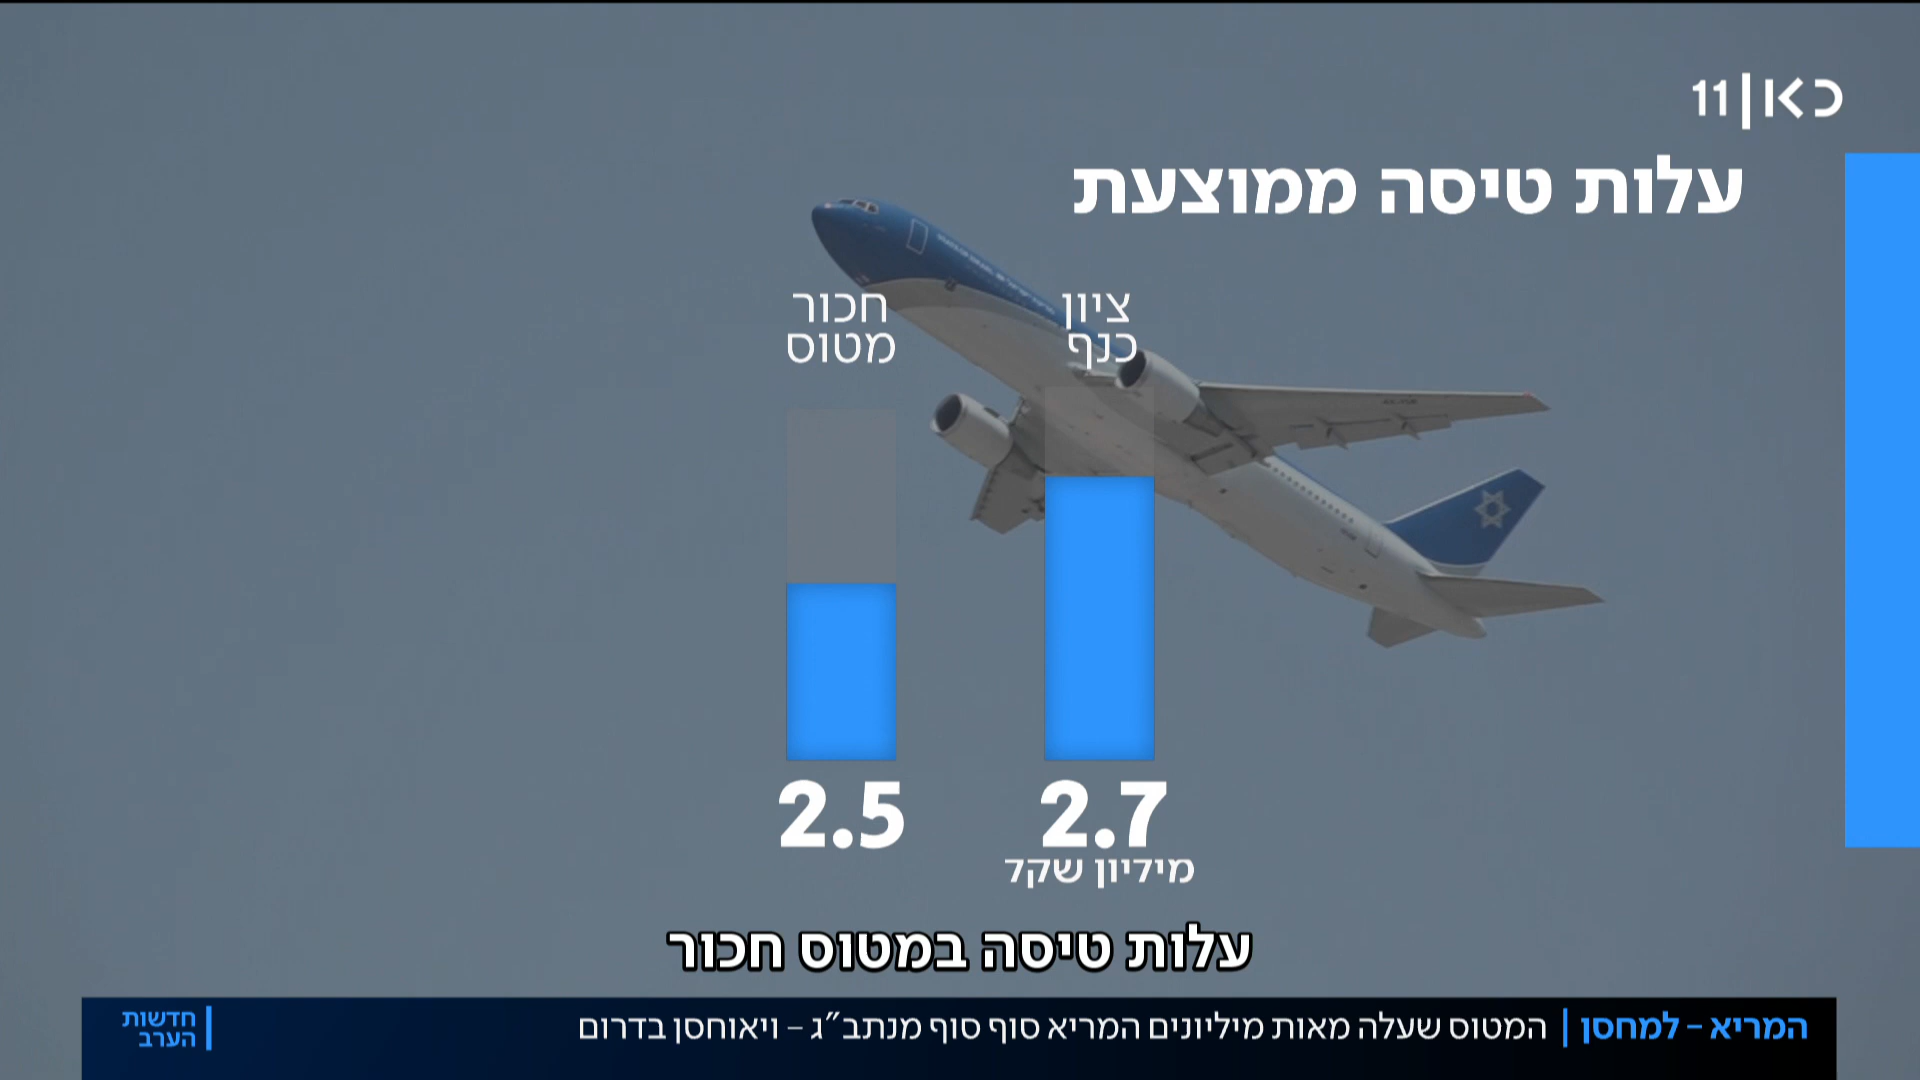 כאן|11
עלות טיסה ממוצעת
ציון
כנף
חכור
מטוס
2.7
מיליון שקל
2.5
עלות טיסה במטוס חכור
המריא – למחסן | המטוס שעלה מאות מיליונים המריא סוף סוף מנתב״ג – ויאוחסן בדרום
חדשות
הערב